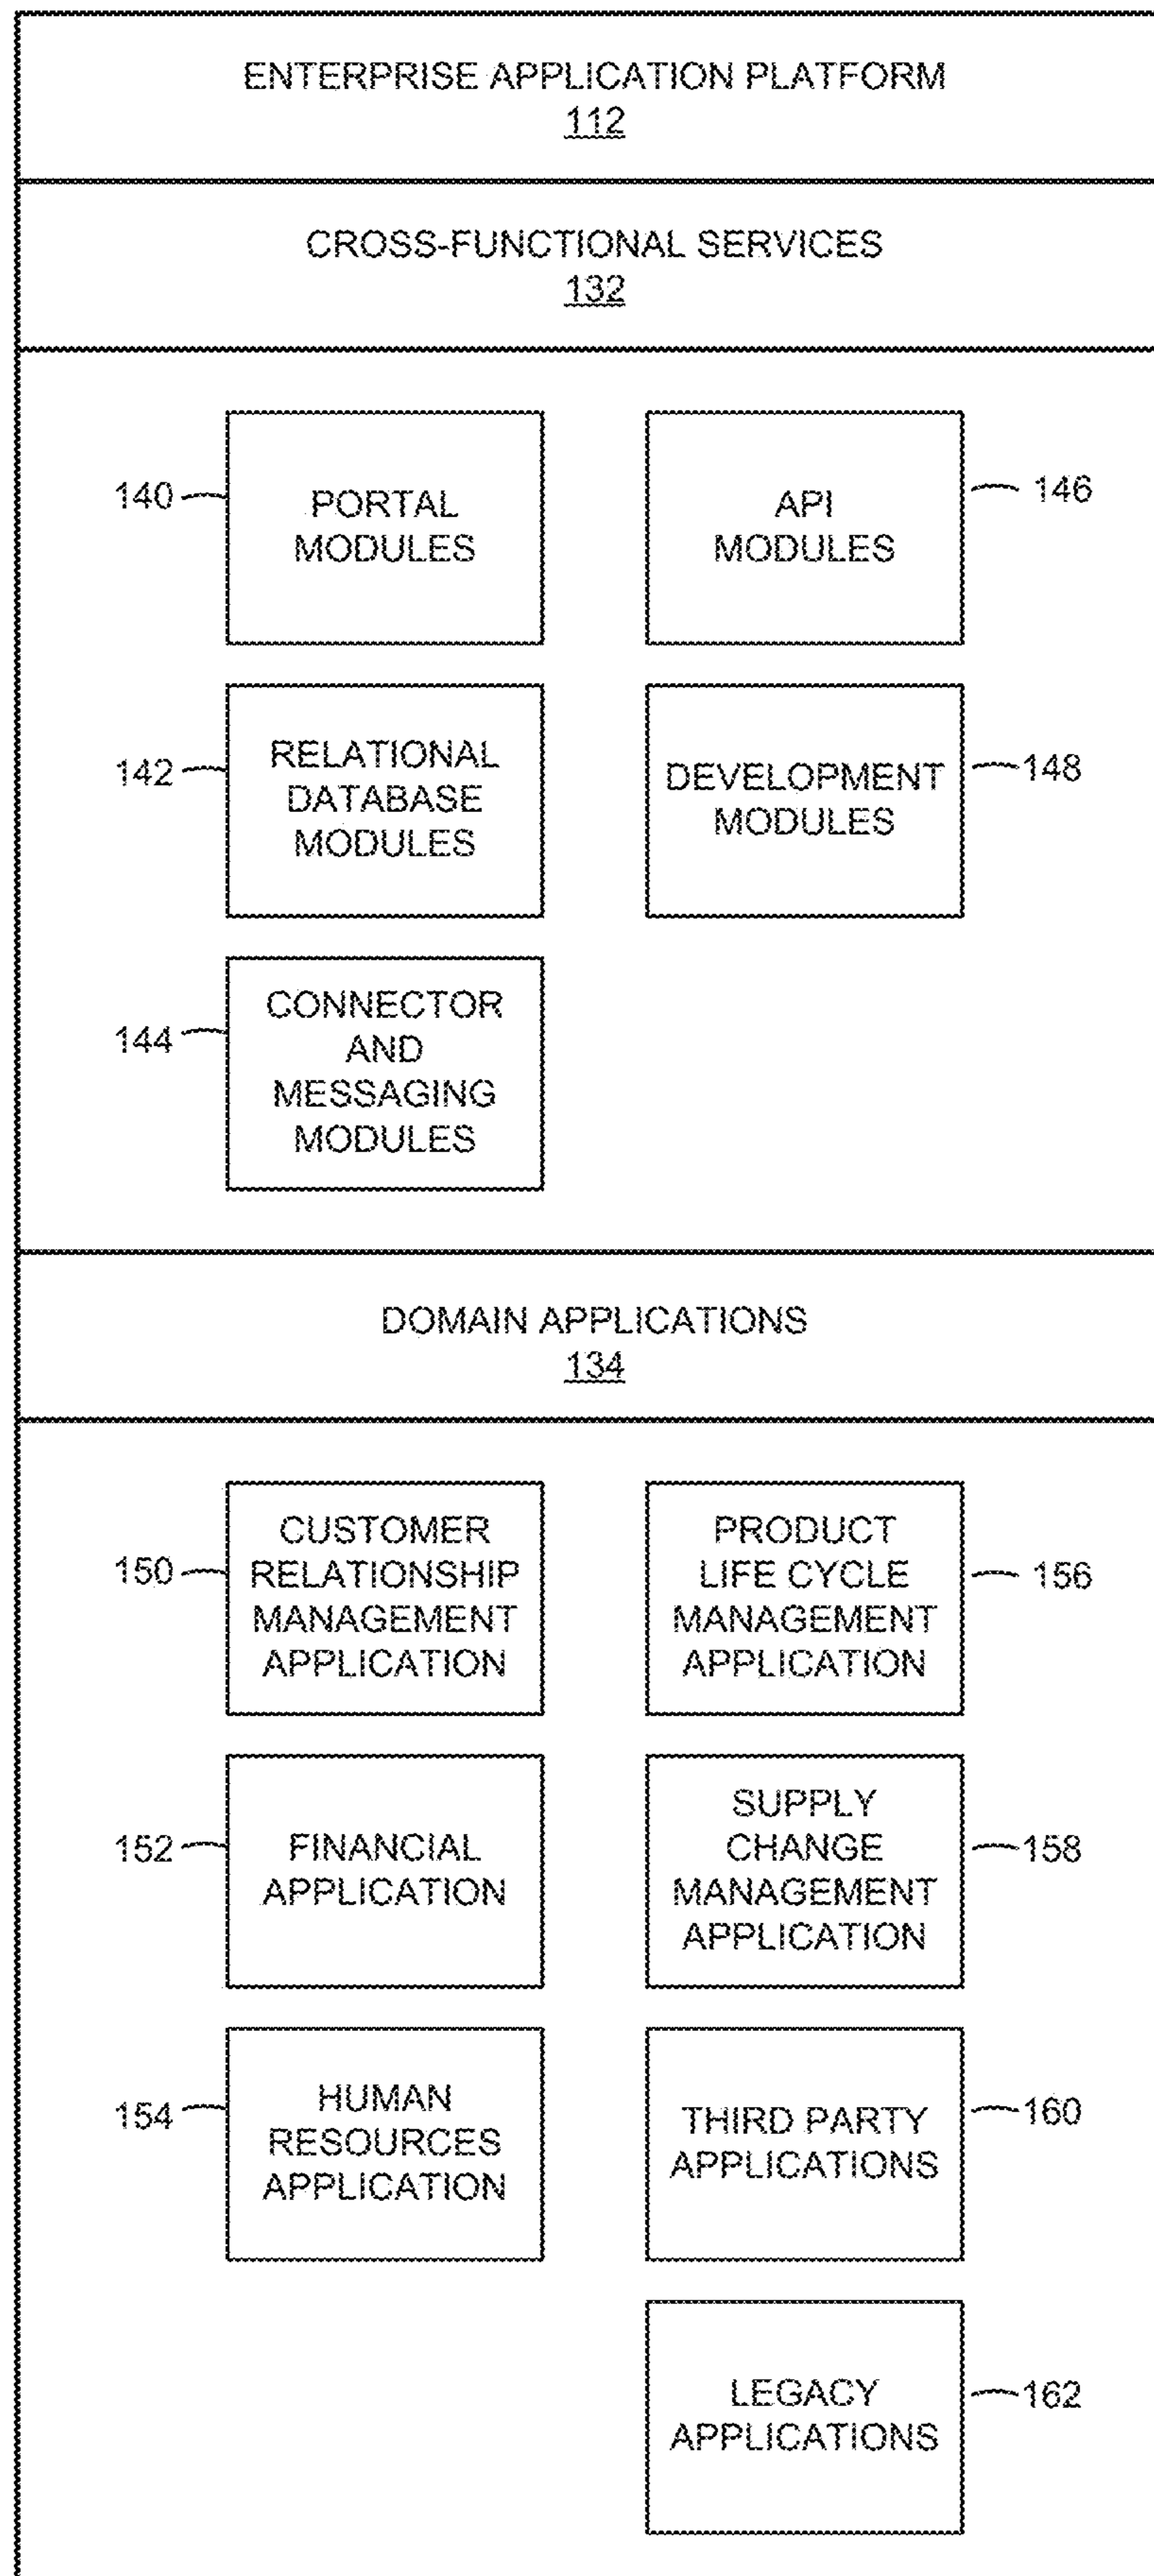 ENTERPRISE APPLICATION PLATFORM
112
CROSS-FUNCTIONAL SERVICES
132
140
PORTAL
MODULES
API
MODULES
146
142
RELATIONAL
DATABASE
MODULES
DEVELOPMENT
MODULES
148
144
CONNECTOR
AND
MESSAGING
MODULES
DOMAIN APPLICATIONS
134
150
CUSTOMER
RELATIONSHIP
MANAGEMENT
APPLICATION
PRODUCT
LIFE CYCLE
MANAGEMENT
APPLICATION
156
152
FINANCIAL
APPLICATION
SUPPLY
CHANGE
MANAGEMENT
APPLICATION
158
154
HUMAN
RESOURCES
APPLICATION
THIRD PARTY
APPLICATIONS
160
LEGACY
APPLICATIONS
162